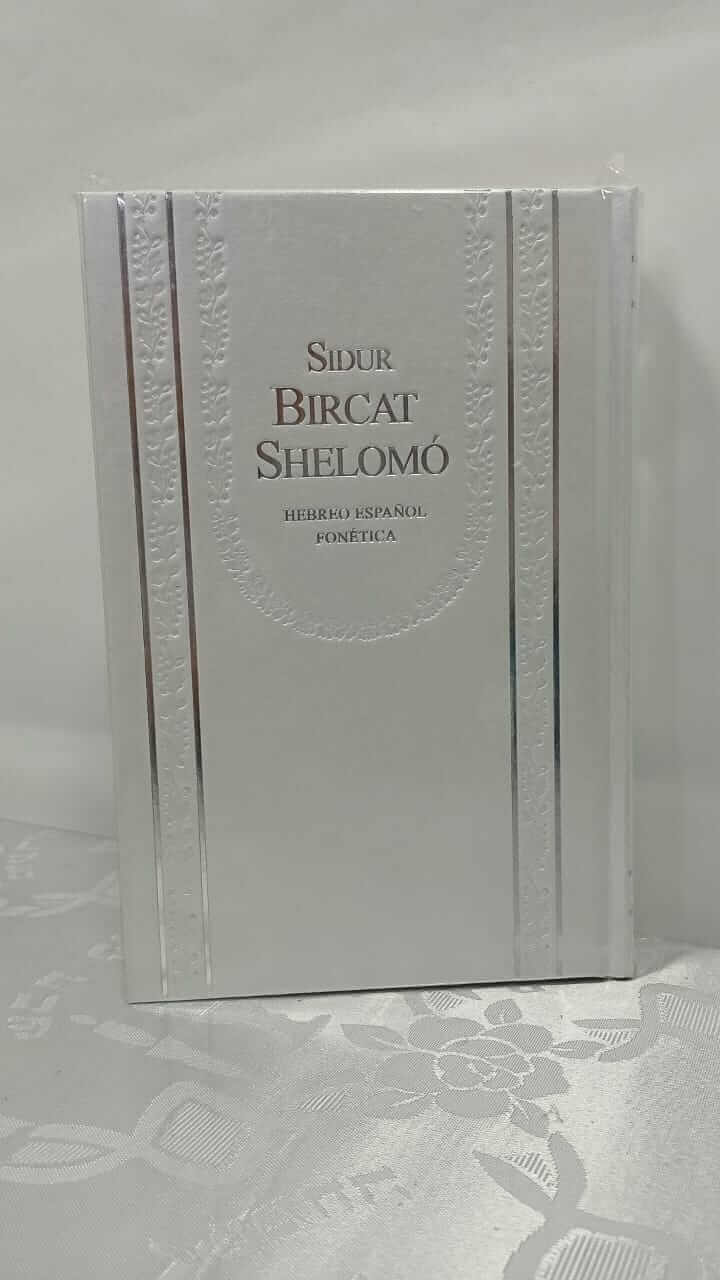 SIDUR
BIRCAT
SHELOMÓ
HEBREO ESPAÑOL
FONÉTICA